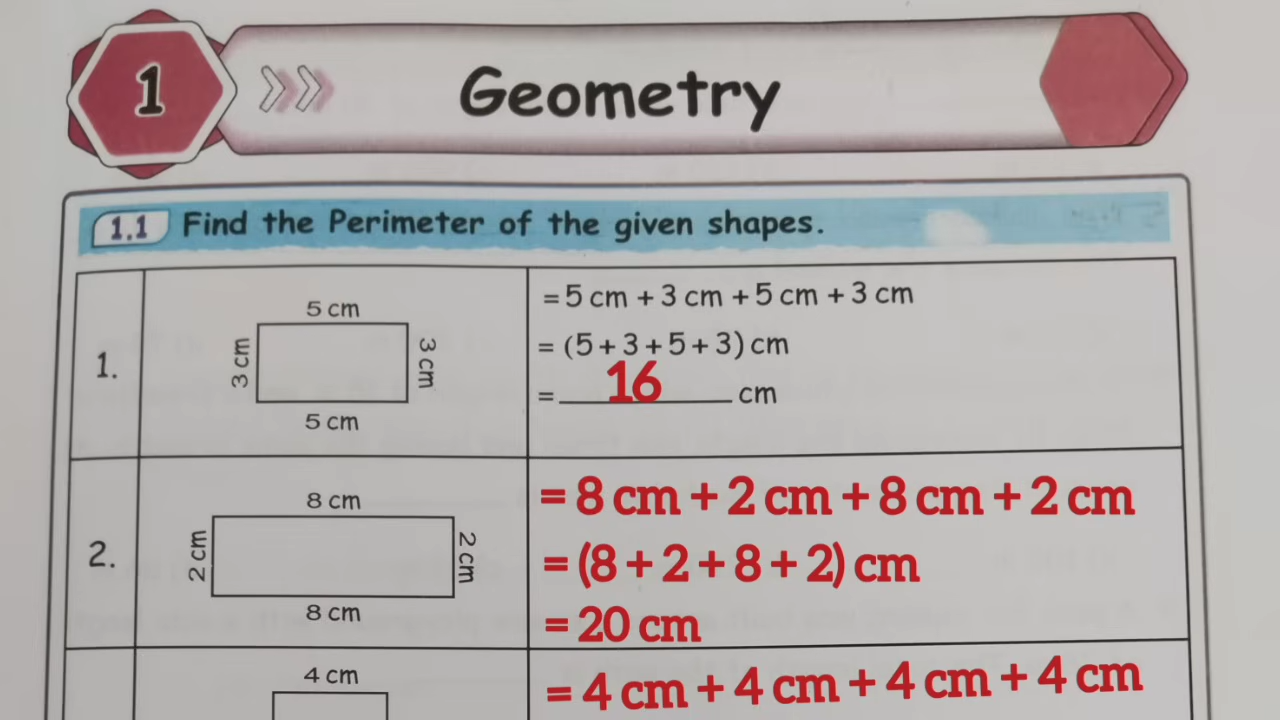 1
Geometry
1.1 Find the Perimeter of the given shapes.
1.
5 cm
3 cm
3 cm
5 cm
= 5 cm + 3 cm + 5 cm + 3 cm
= (5 + 3 + 5 + 3) cm
= 16 cm
2.
8 cm
2 cm
2 cm
8 cm
= 8 cm + 2 cm + 8 cm + 2 cm
= (8 + 2 + 8 + 2) cm
= 20 cm
4 cm
= 4 cm + 4 cm + 4 cm + 4 cm